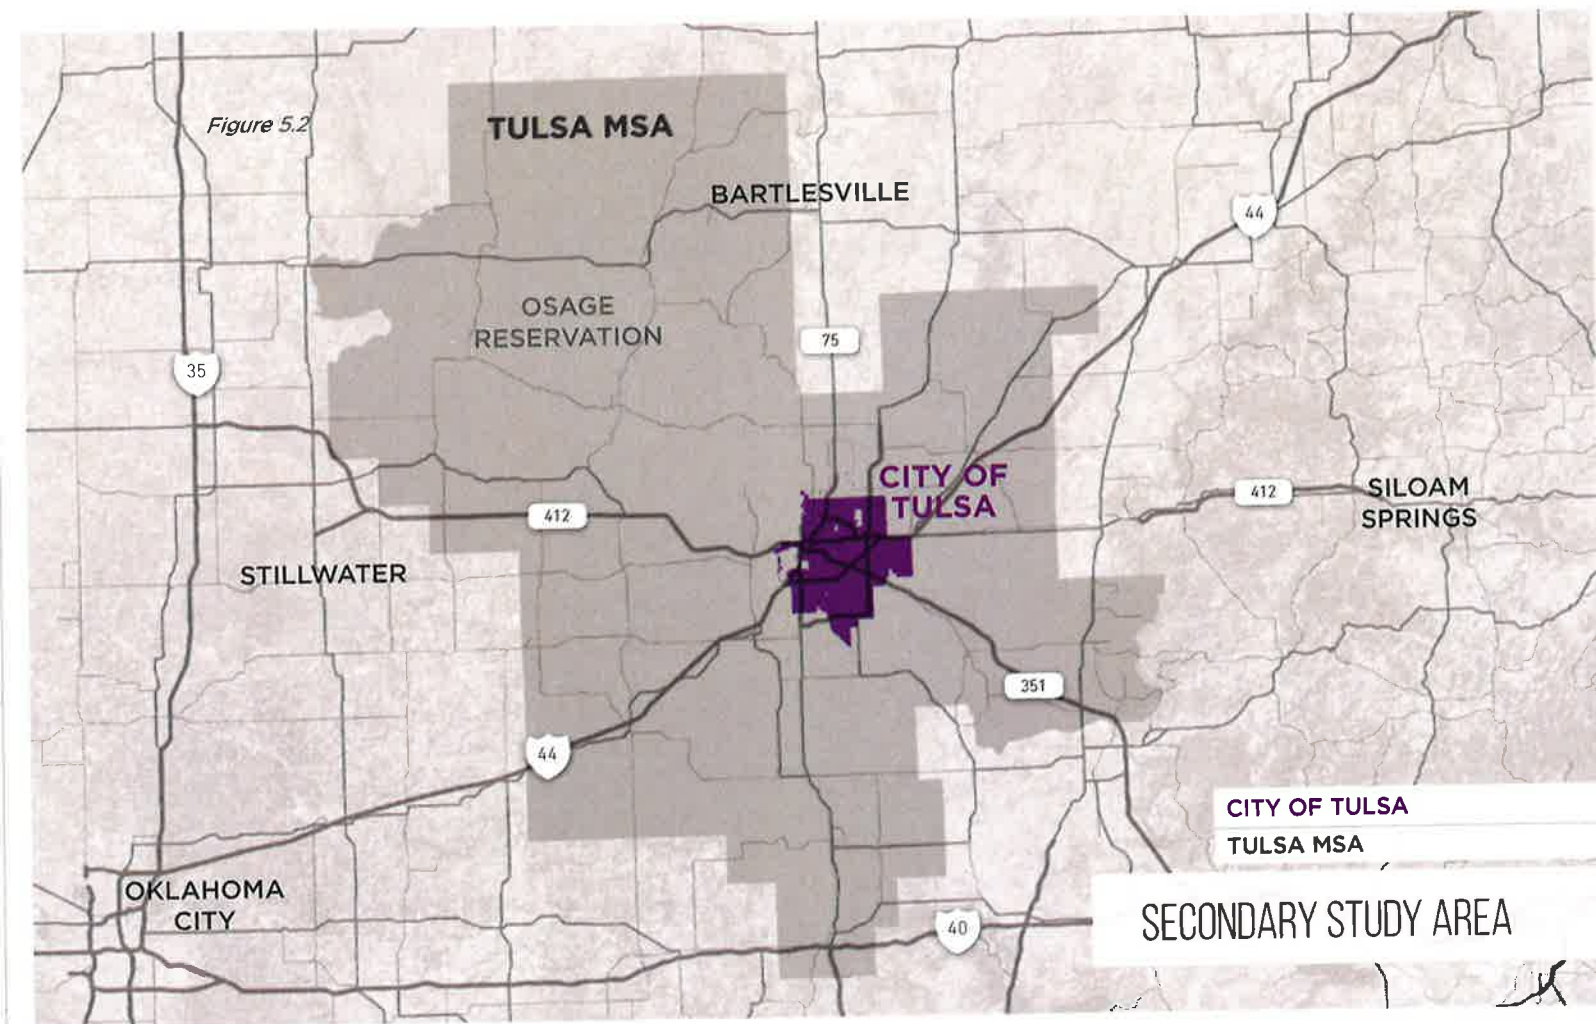 Figure 5.2
TULSA MSA
BARTLESVILLE
44
OSAGE
RESERVATION
75
35
CITY OF
TULSA
412
SILOAM
SPRINGS
412
STILLWATER
351
44
CITY OF TULSA
TULSA MSA
OKLAHOMA
CITY
40
SECONDARY STUDY AREA